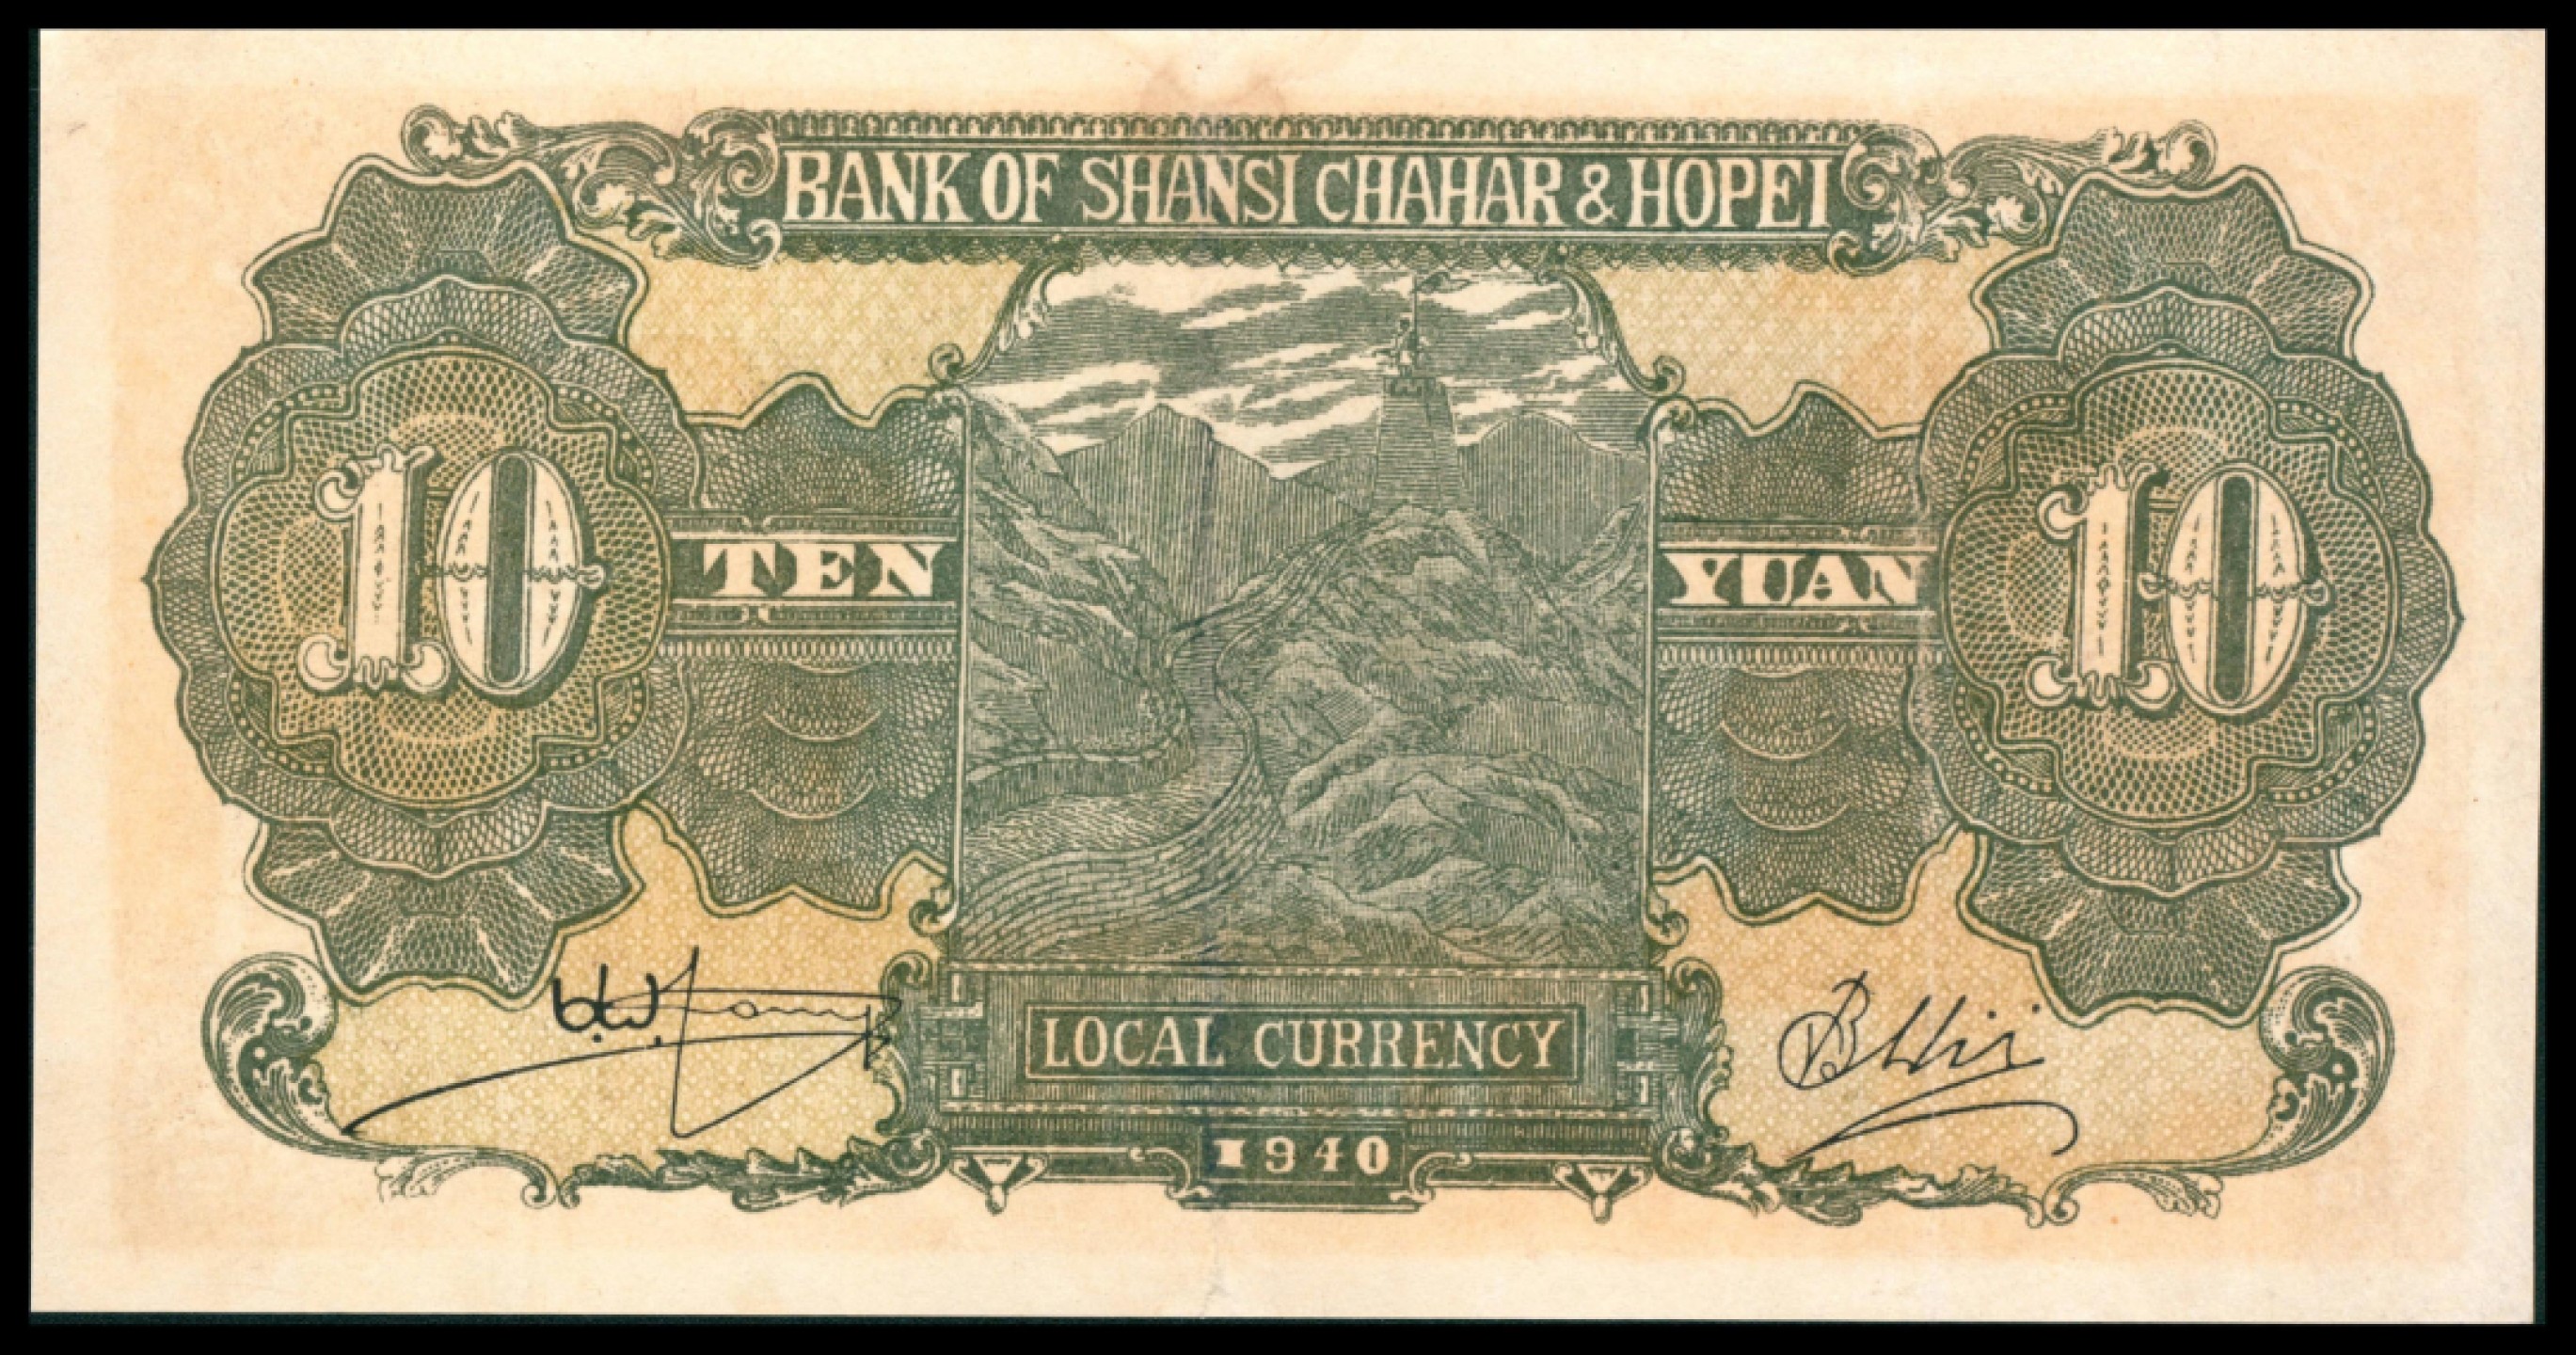 BANK OF SHANSI CHAHAR & HOPEI
10 TEN YUAN 10
LOCAL CURRENCY
1940